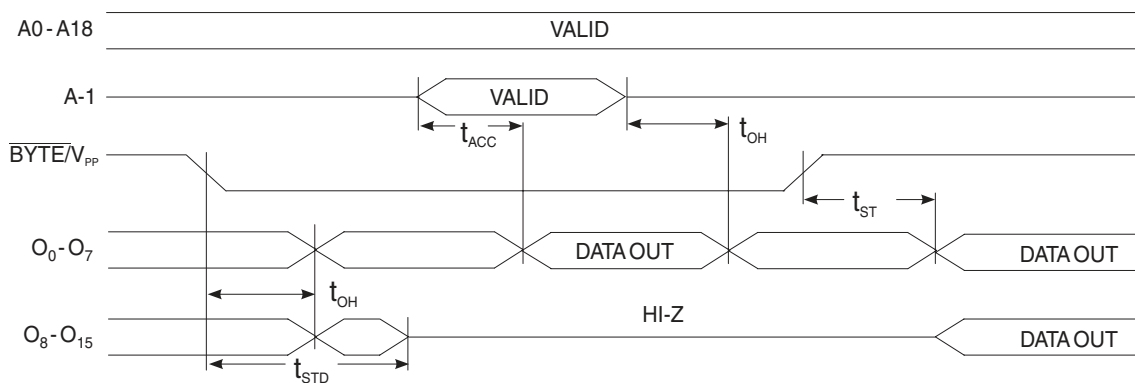 A0 - A18 VALID
A-1 VALID
tACC tOH
BYTE/VPP
tST
O0 - O7 DATA OUT DATA OUT
tOH
O8 - O15 HI-Z DATA OUT
tSTD